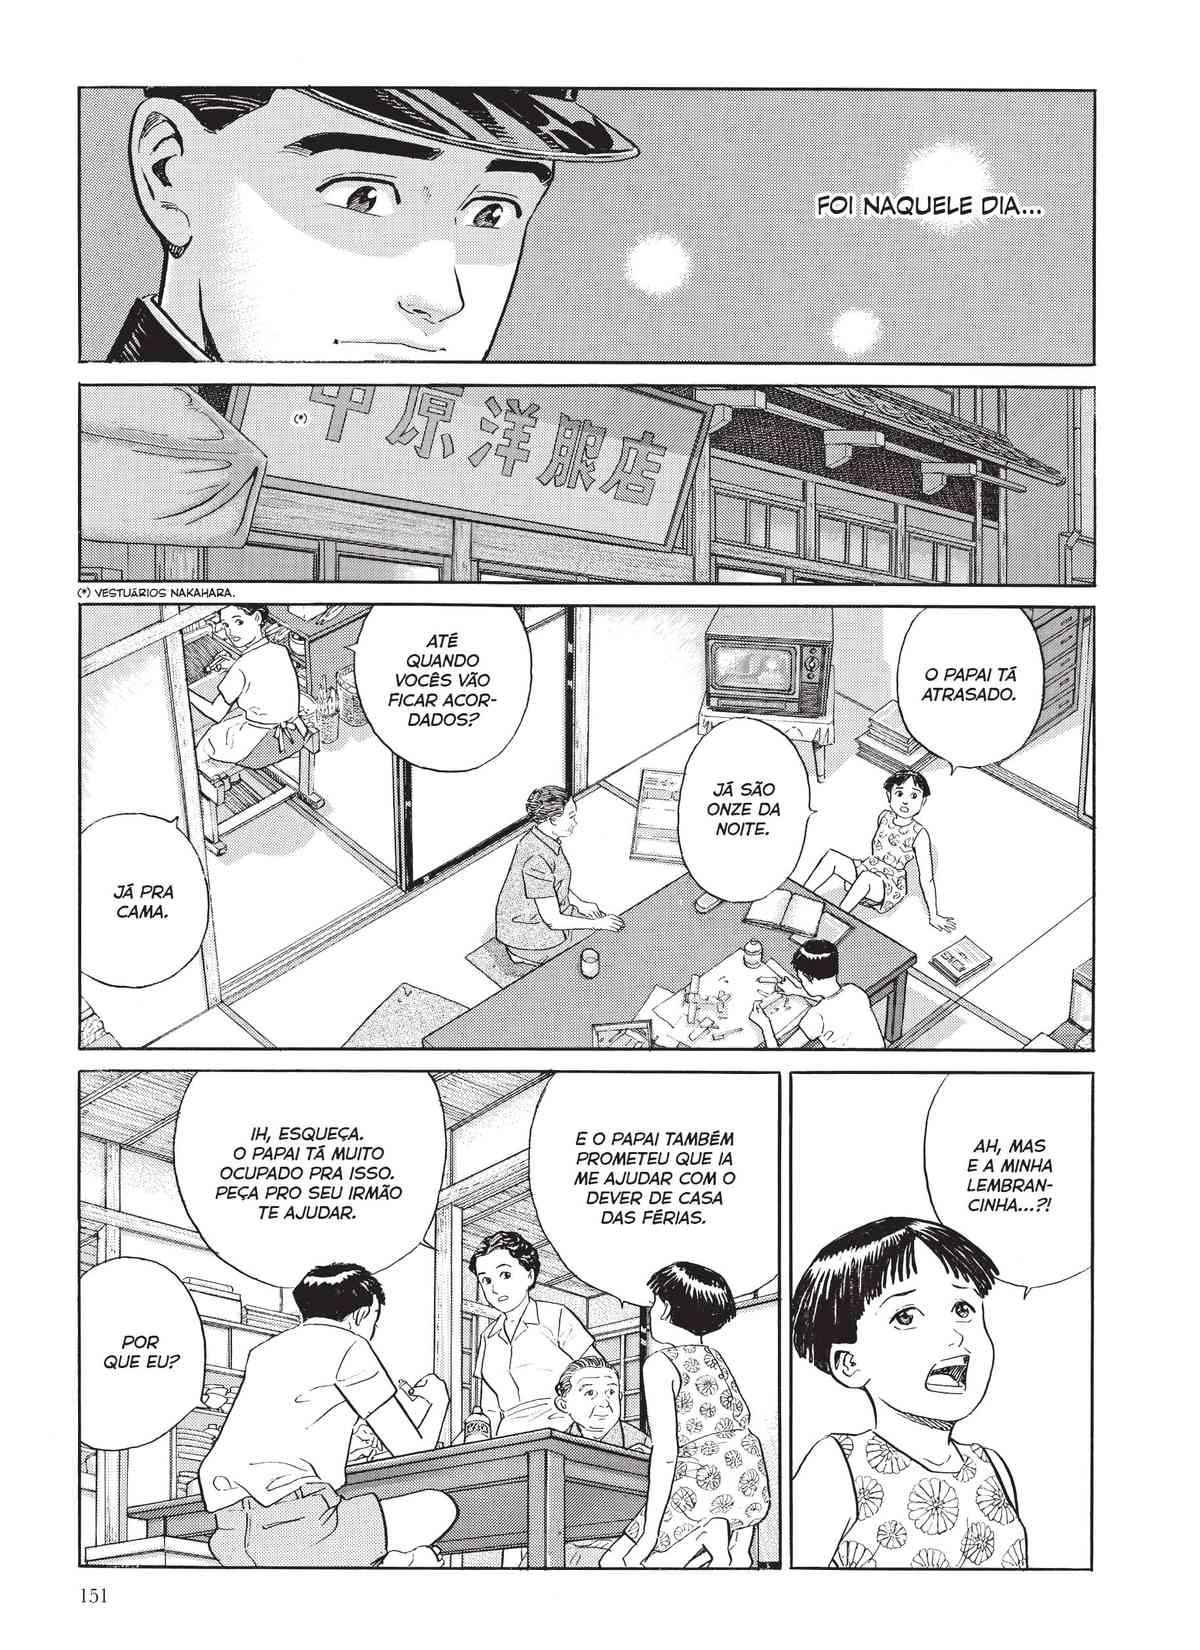 FOI NAQUELE DIA...
(*)
中原洋服店
(*) VESTUÁRIOS NAKAHARA.
ATÉ
QUANDO
VOCÊS VÃO
FICAR ACOR-
DADOS?
O PAPAI TÁ
ATRASADO.
JÁ SÃO
ONZE DA
NOITE.
JÁ PRA
CAMA.
IH, ESQUEÇA.
O PAPAI TÁ MUITO
OCUPADO PRA ISSO.
PEÇA PRO SEU IRMÃO
TE AJUDAR.
E O PAPAI TAMBÉM
PROMETEU QUE IA
ME AJUDAR COM O
DEVER DE CASA
DAS FÉRIAS.
POR
QUE EU?
AH, MAS
E A MINHA
LEMBRAN-
CINHA...?!
151